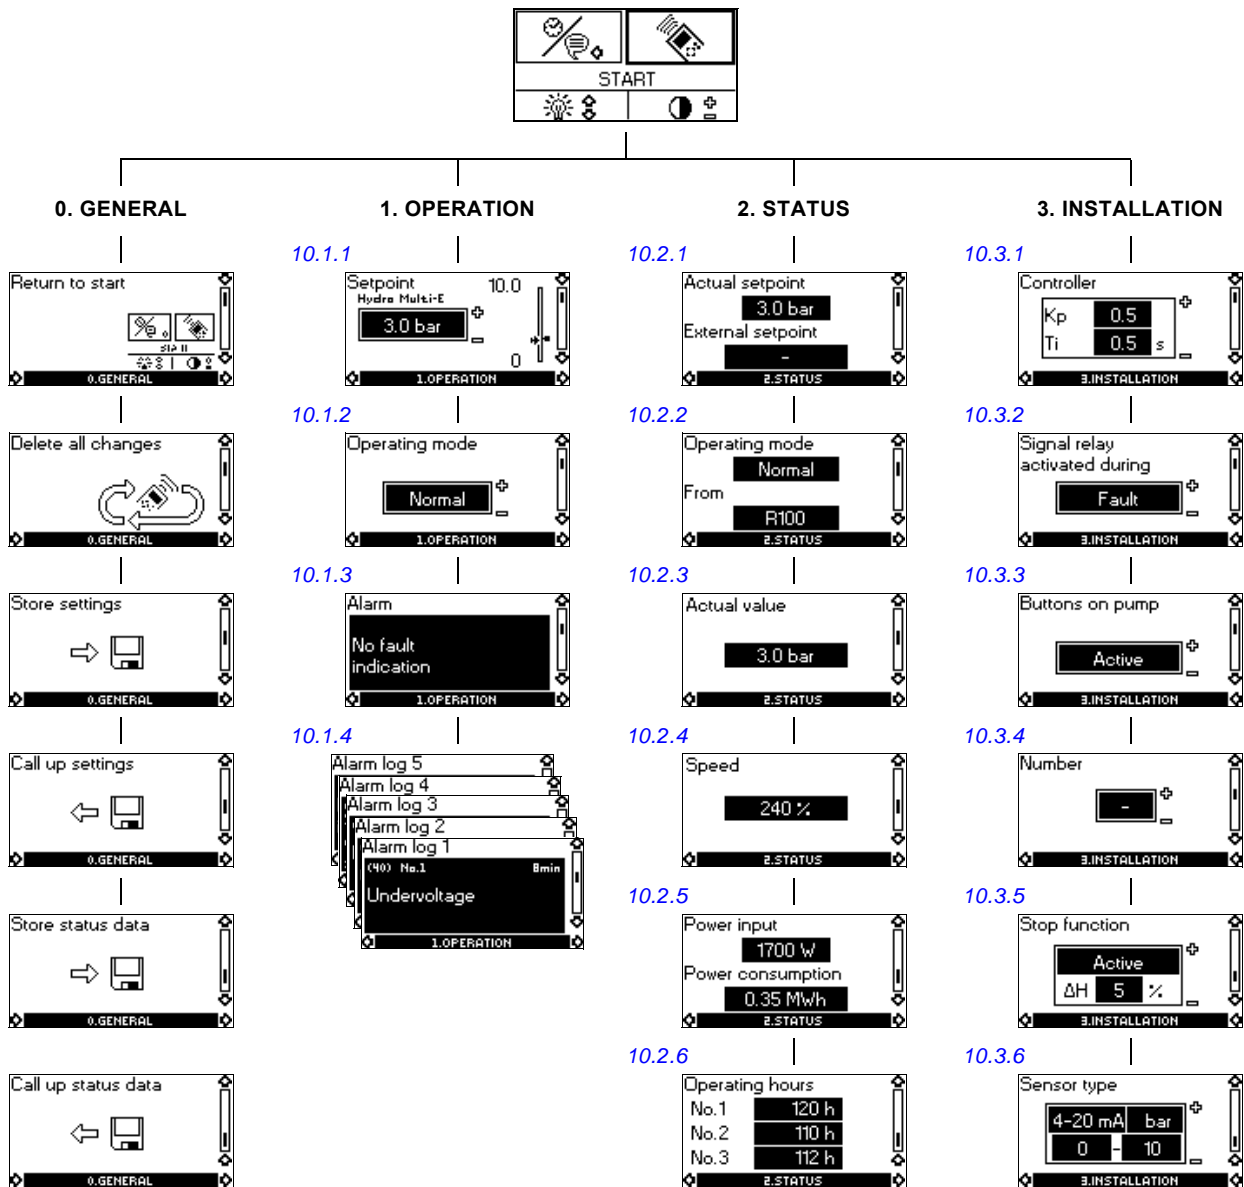 START
0. GENERAL
1. OPERATION
2. STATUS
3. INSTALLATION
Return to start
START
0.GENERAL
Delete all changes
0.GENERAL
Store settings
0.GENERAL
Call up settings
0.GENERAL
Store status data
0.GENERAL
Call up status data
0.GENERAL
10.1.1
Setpoint 10.0
Hydro Multi-E
3.0 bar
0
1.OPERATION
10.1.2
Operating mode
Normal
1.OPERATION
10.1.3
Alarm
No fault
indication
1.OPERATION
10.1.4
Alarm log 5
Alarm log 4
Alarm log 3
Alarm log 2
Alarm log 1
(40) No.1 8min
Undervoltage
1.OPERATION
10.2.1
Actual setpoint
3.0 bar
External setpoint
-
2.STATUS
10.2.2
Operating mode
Normal
From
R100
2.STATUS
10.2.3
Actual value
3.0 bar
2.STATUS
10.2.4
Speed
240 %
2.STATUS
10.2.5
Power input
1700 W
Power consumption
0.35 MWh
2.STATUS
10.2.6
Operating hours
No.1 120 h
No.2 110 h
No.3 112 h
2.STATUS
10.3.1
Controller
Kp 0.5
Ti 0.5 s
3.INSTALLATION
10.3.2
Signal relay
activated during
Fault
3.INSTALLATION
10.3.3
Buttons on pump
Active
3.INSTALLATION
10.3.4
Number
-
3.INSTALLATION
10.3.5
Stop function
Active
ΔH 5 %
3.INSTALLATION
10.3.6
Sensor type
4-20 mA bar
0 - 10
3.INSTALLATION